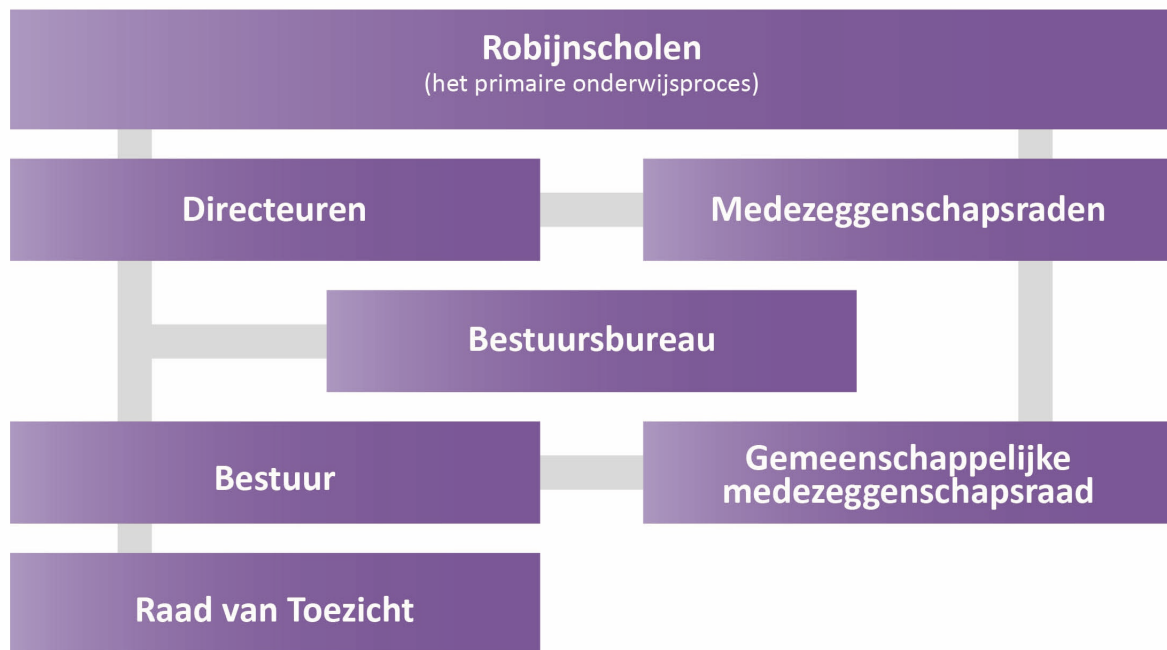 Robijnscholen
(het primaire onderwijsproces)
Directeuren
Medezeggenschapsraden
Bestuursbureau
Bestuur
Gemeenschappelijke
medezeggenschapsraad
Raad van Toezicht